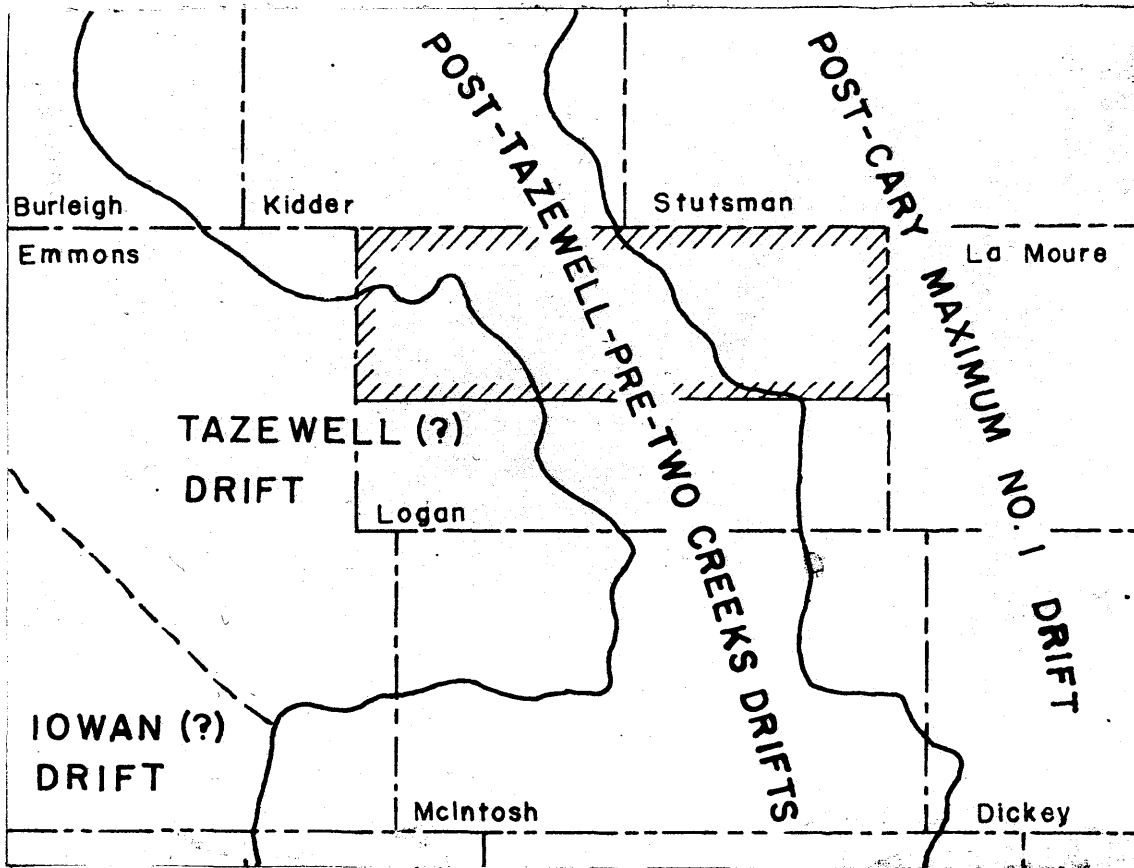 POST-TAZEWELL-PRE-TWO CREEKS DRIFTS
POST-CARY MAXIMUM NO. 1 DRIFT
Burleigh
Kidder
Stutsman
Emmons
La Moure
TAZEWELL (?)
DRIFT
Logan
IOWAN (?)
DRIFT
McIntosh
Dickey